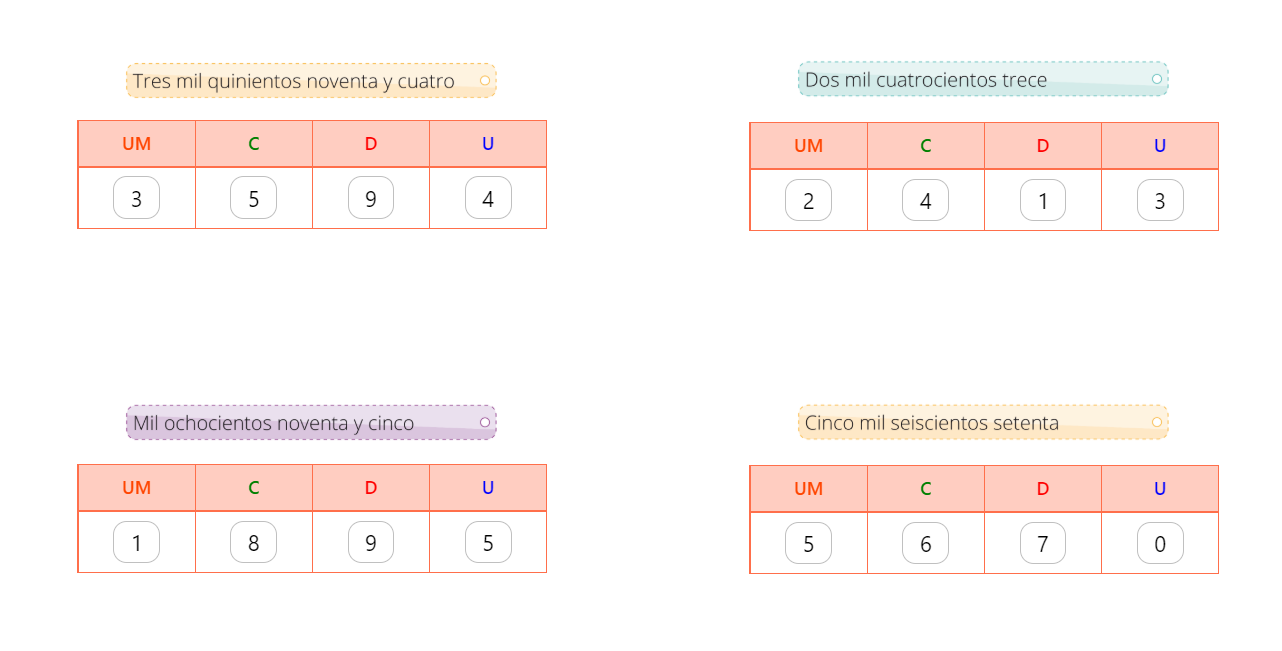 Tres mil quinientos noventa y cuatro
UM C D U
3 5 9 4
Dos mil cuatrocientos trece
UM C D U
2 4 1 3
Mil ochocientos noventa y cinco
UM C D U
1 8 9 5
Cinco mil seiscientos setenta
UM C D U
5 6 7 0